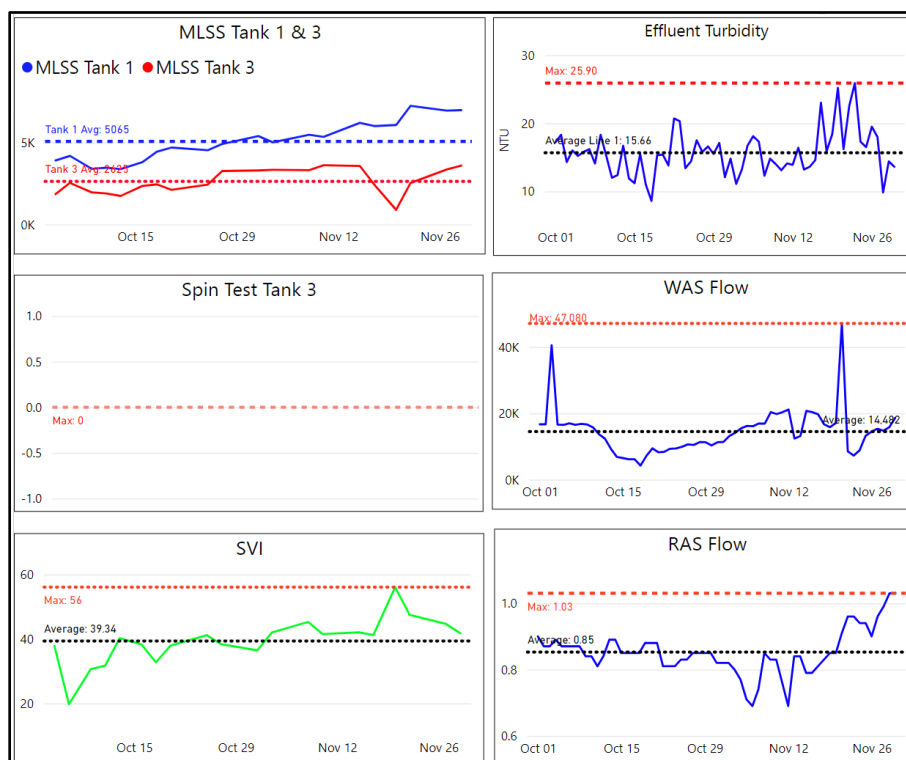 MLSS Tank 1 & 3
MLSS Tank 1 MLSS Tank 3
Tank 1 Avg: 5065
5K
Tank 3 Avg: 2625
0K
Oct 15 Oct 29 Nov 12 Nov 26
Effluent Turbidity
30
Max: 25.90
20
Average Line 1: 15.66
NTU
10
Oct 01 Oct 15 Oct 29 Nov 12 Nov 26
Spin Test Tank 3
1.0
0.5
0.0
Max: 0
-0.5
-1.0
WAS Flow
Max: 47,080
40K
20K
Average: 14,482
0K
Oct 01 Oct 15 Oct 29 Nov 12 Nov 26
SVI
60
Max: 56
Average: 39.34
40
20
Oct 15 Oct 29 Nov 12 Nov 26
RAS Flow
1.0
Max: 1.03
Average: 0.85
0.8
0.6
Oct 01 Oct 15 Oct 29 Nov 12 Nov 26